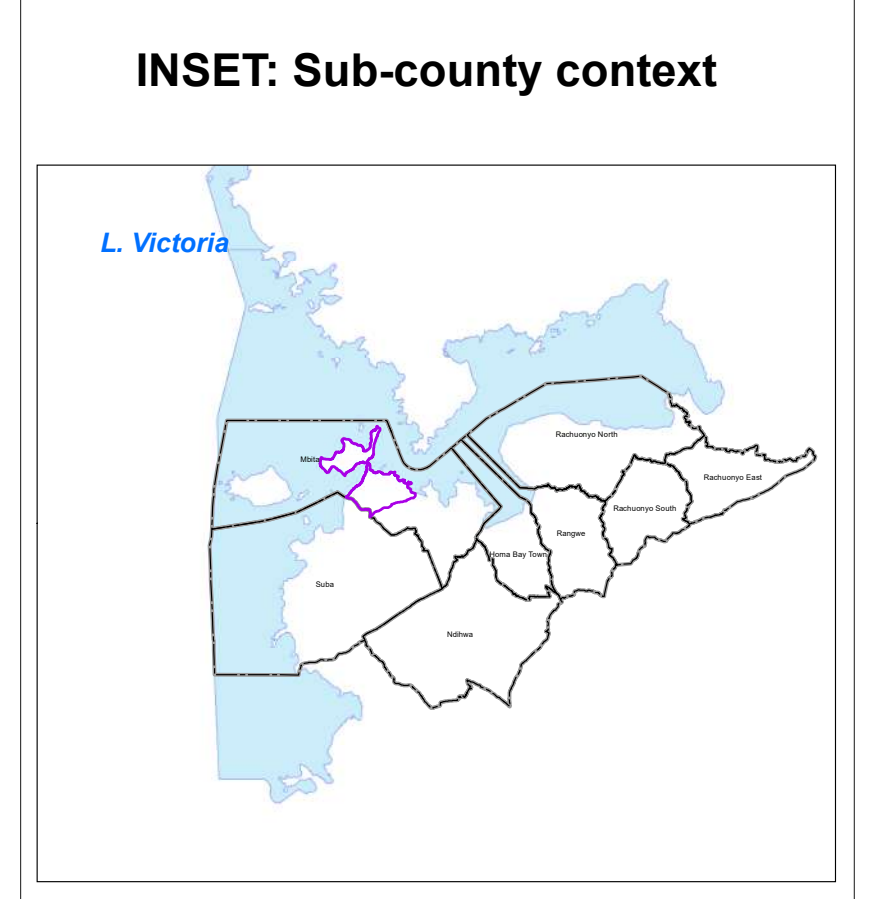 INSET: Sub-county context
L. Victoria
Rachuonyo North
Mbita
Rachuonyo East
Rachuonyo South
Rangwe
Homa Bay Town
Suba
Ndihwa